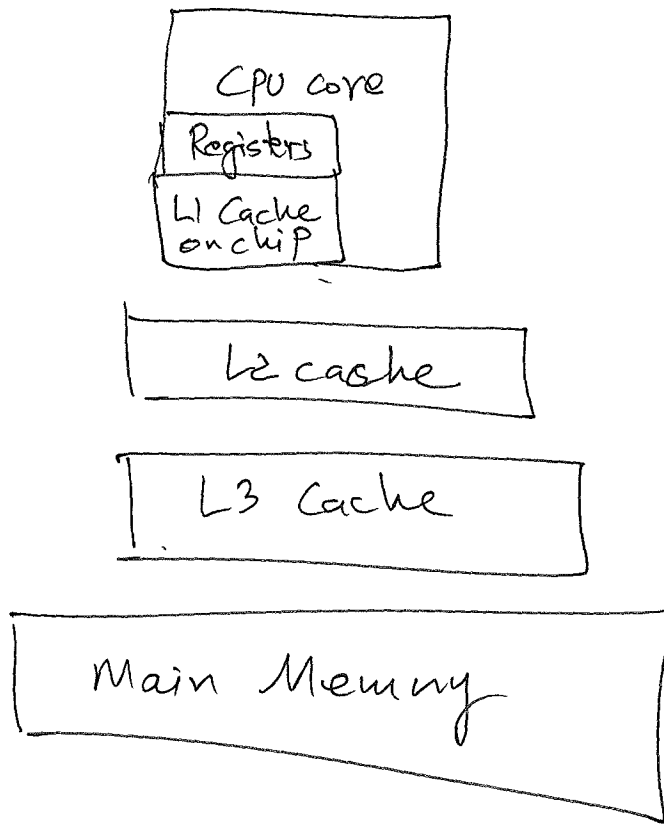 CPU core
Registers
L1 Cache
on chip
L2 cache
L3 Cache
Main Memory